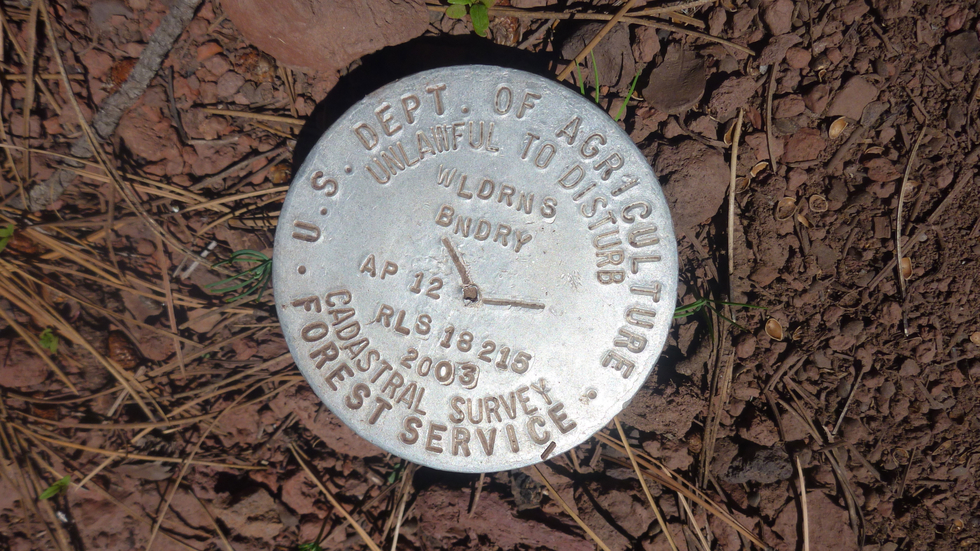 U.S. DEPT. OF AGRICULTURE
UNLAWFUL TO DISTURB
WLDRNS
BNDRY
AP 12
RLS 18215
2003
CADASTRAL SURVEY
FOREST SERVICE